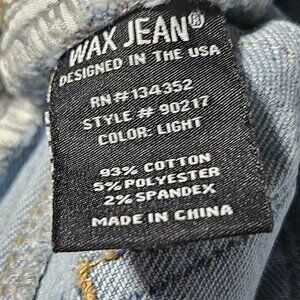 WAX JEAN®
DESIGNED IN THE USA
RN # 134352
STYLE # 90217
COLOR: LIGHT
93% COTTON
5% POLYESTER
2% SPANDEX
MADE IN CHINA